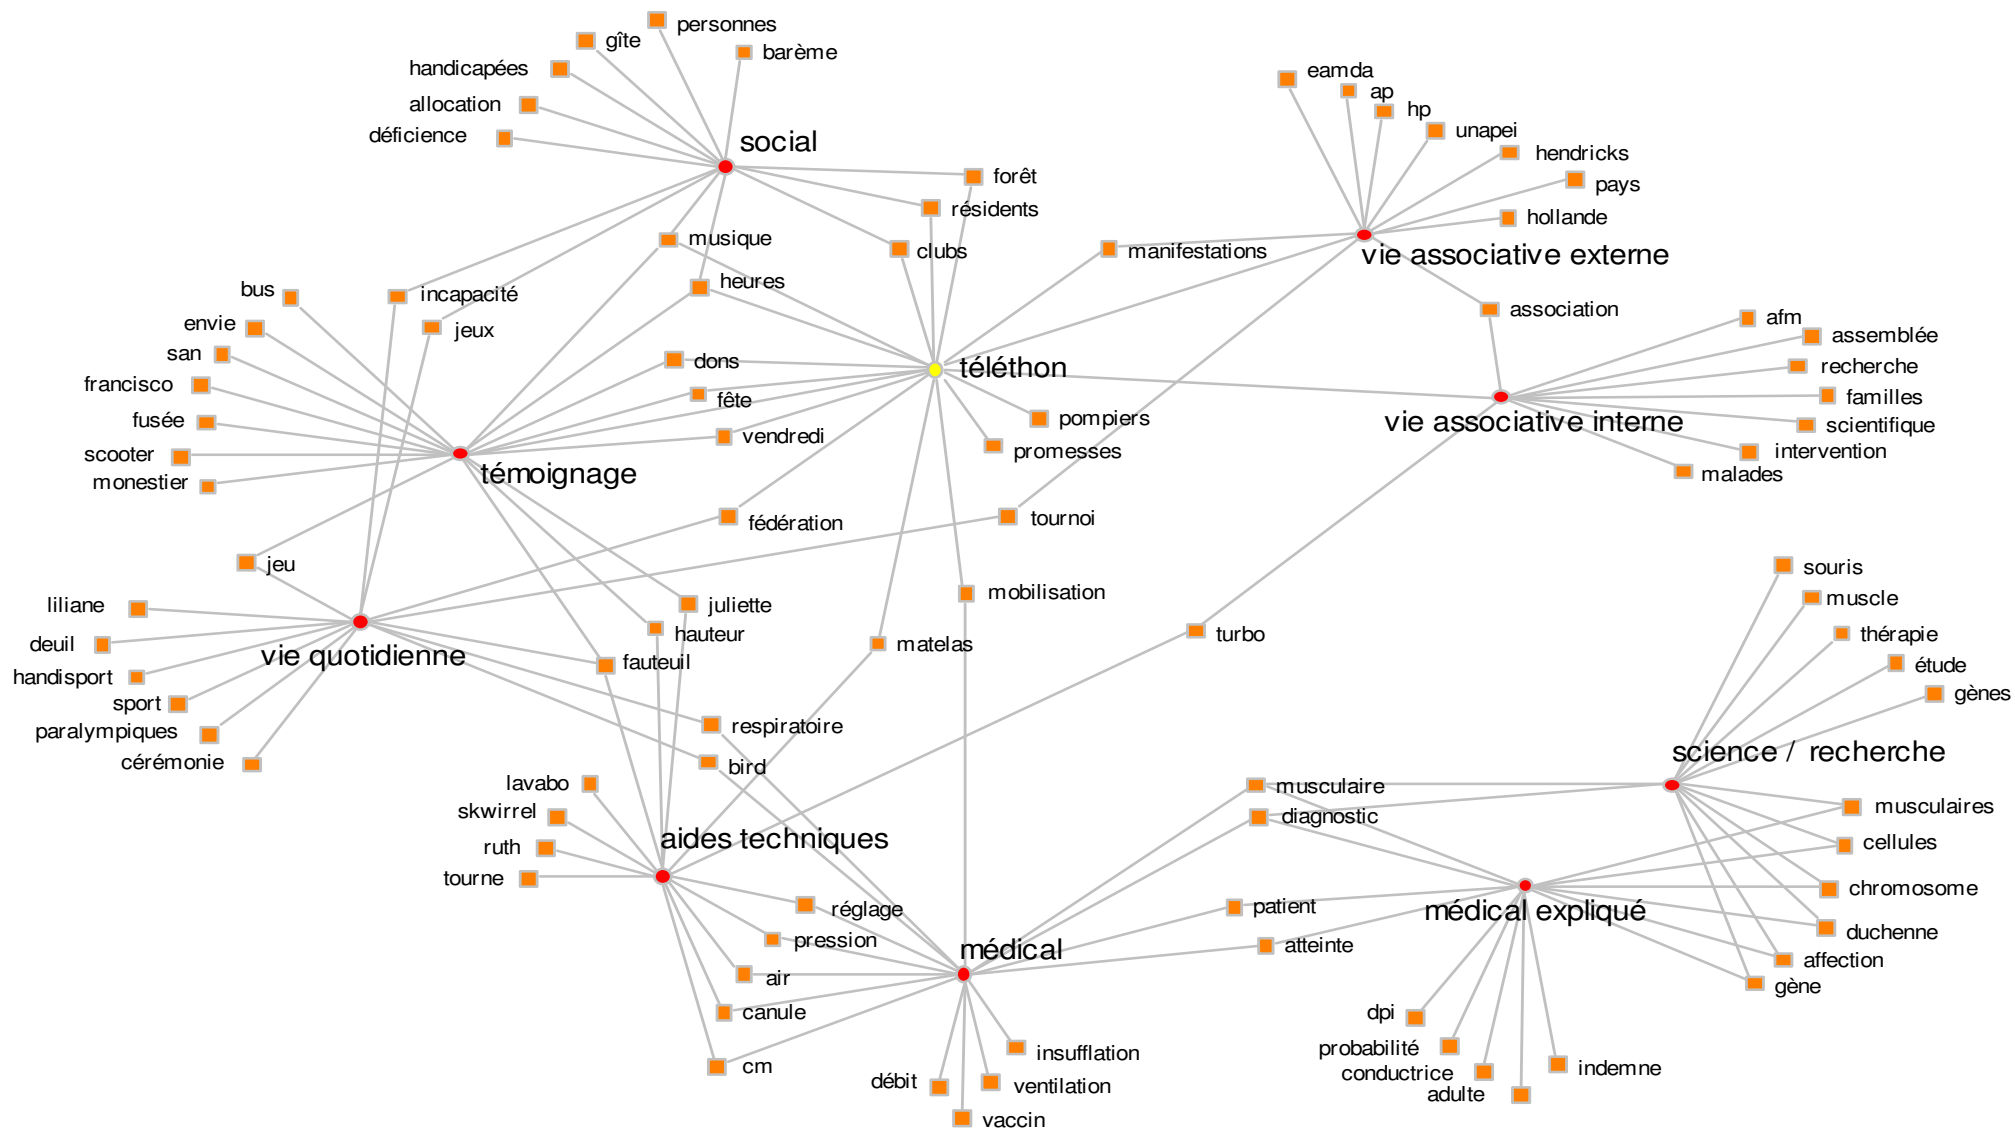 personnes
gîte
barème
handicapées
allocation
déficience
social
eamda
ap
hp
unapei
hendricks
pays
hollande
vie associative externe
forêt
résidents
clubs
musique
manifestations
heures
incapacité
jeux
bus
envie
san
francisco
fusée
scooter
monestier
témoignage
dons
fête
vendredi
téléthon
pompiers
promesses
association
afm
assemblée
recherche
familles
scientifique
intervention
malades
vie associative interne
fédération
tournoi
jeu
liliane
deuil
handisport
sport
paralympiques
cérémonie
vie quotidienne
juliette
hauteur
fauteuil
matelas
mobilisation
turbo
respiratoire
bird
souris
muscle
thérapie
étude
gènes
science / recherche
lavabo
skwirrel
ruth
tourne
aides techniques
musculaire
diagnostic
musculaires
cellules
chromosome
duchenne
affection
gène
réglage
pression
air
canule
cm
médical
patient
atteinte
médical expliqué
insufflation
débit
ventilation
vaccin
dpi
probabilité
conductrice
adulte
indemne